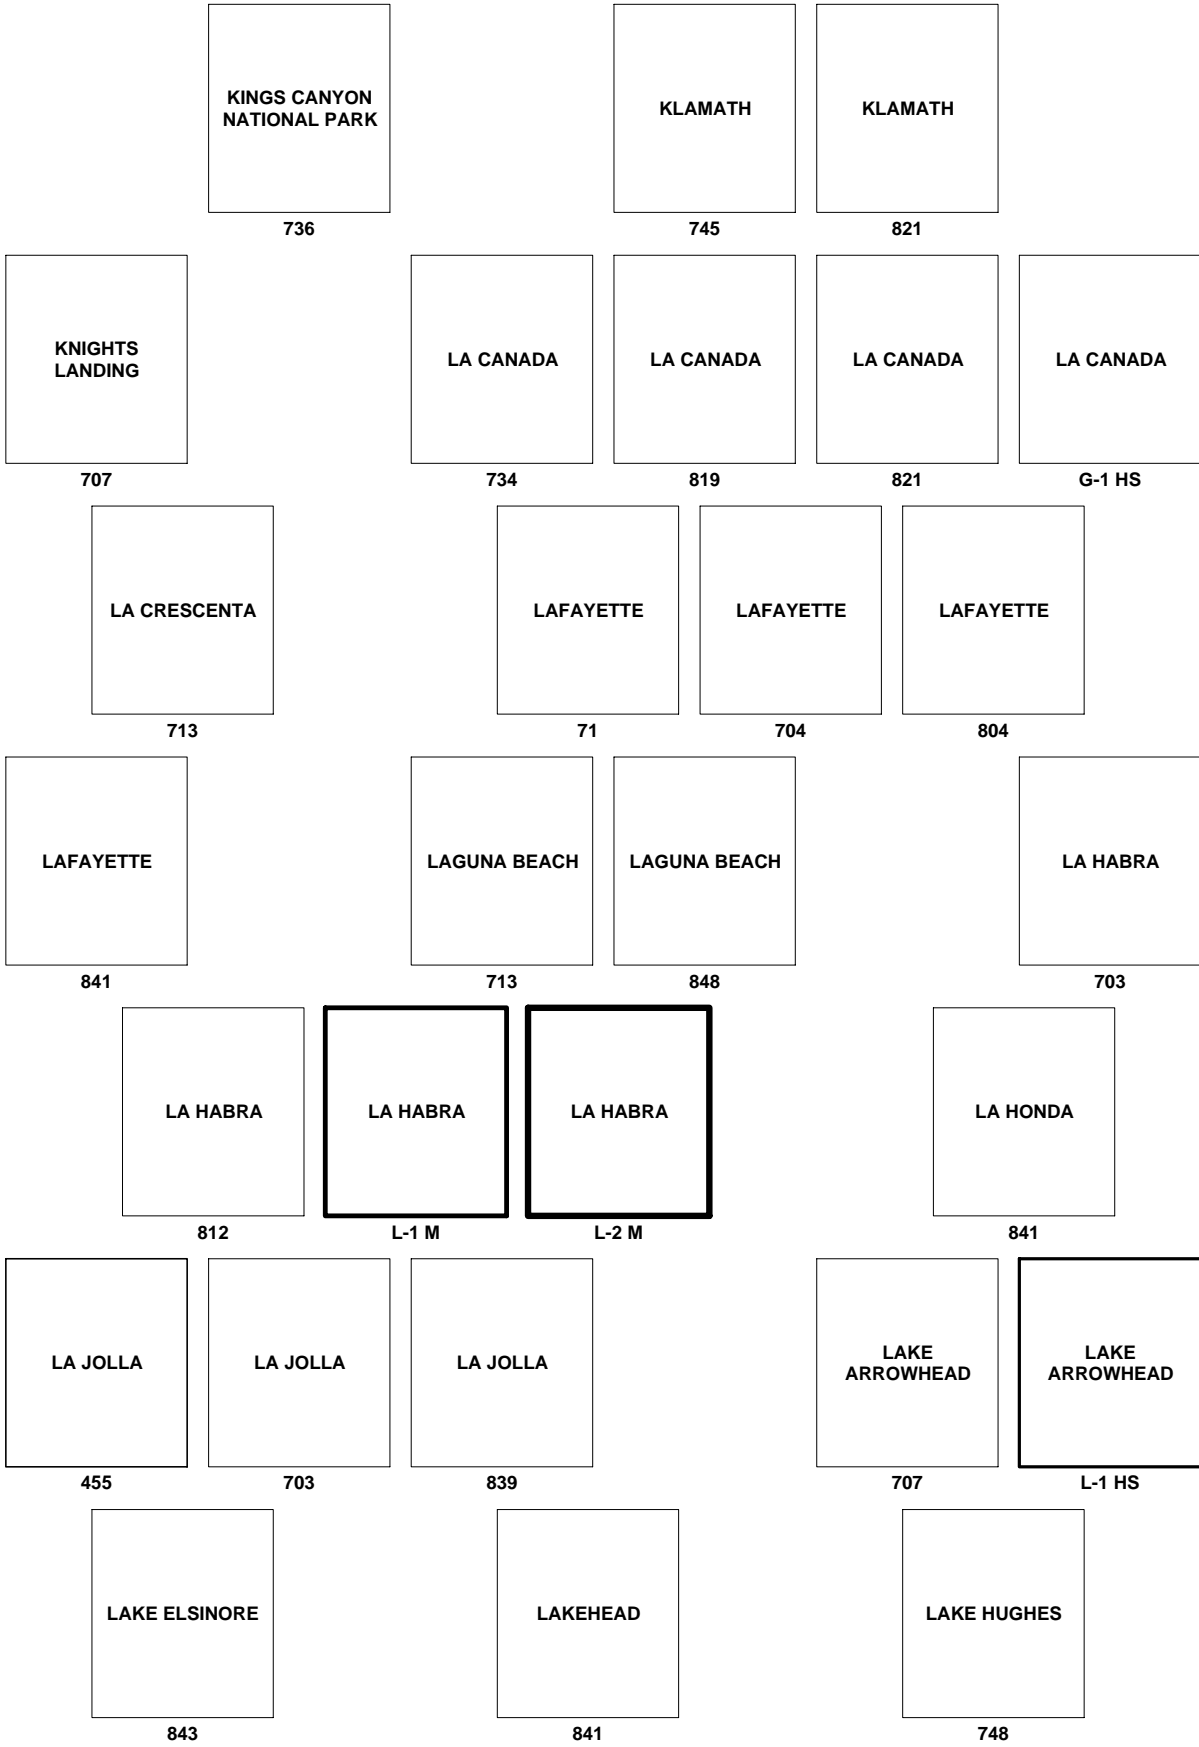 KINGS CANYON
NATIONAL PARK
KLAMATH
KLAMATH
736
745
821
KNIGHTS
LANDING
LA CANADA
LA CANADA
LA CANADA
LA CANADA
707
734
819
821
G-1 HS
LA CRESCENTA
LAFAYETTE
LAFAYETTE
LAFAYETTE
713
71
704
804
LAFAYETTE
LAGUNA BEACH
LAGUNA BEACH
LA HABRA
841
713
848
703
LA HABRA
LA HABRA
LA HABRA
LA HONDA
812
L-1 M
L-2 M
841
LA JOLLA
LA JOLLA
LA JOLLA
LAKE
ARROWHEAD
LAKE
ARROWHEAD
455
703
839
707
L-1 HS
LAKE ELSINORE
LAKEHEAD
LAKE HUGHES
843
841
748